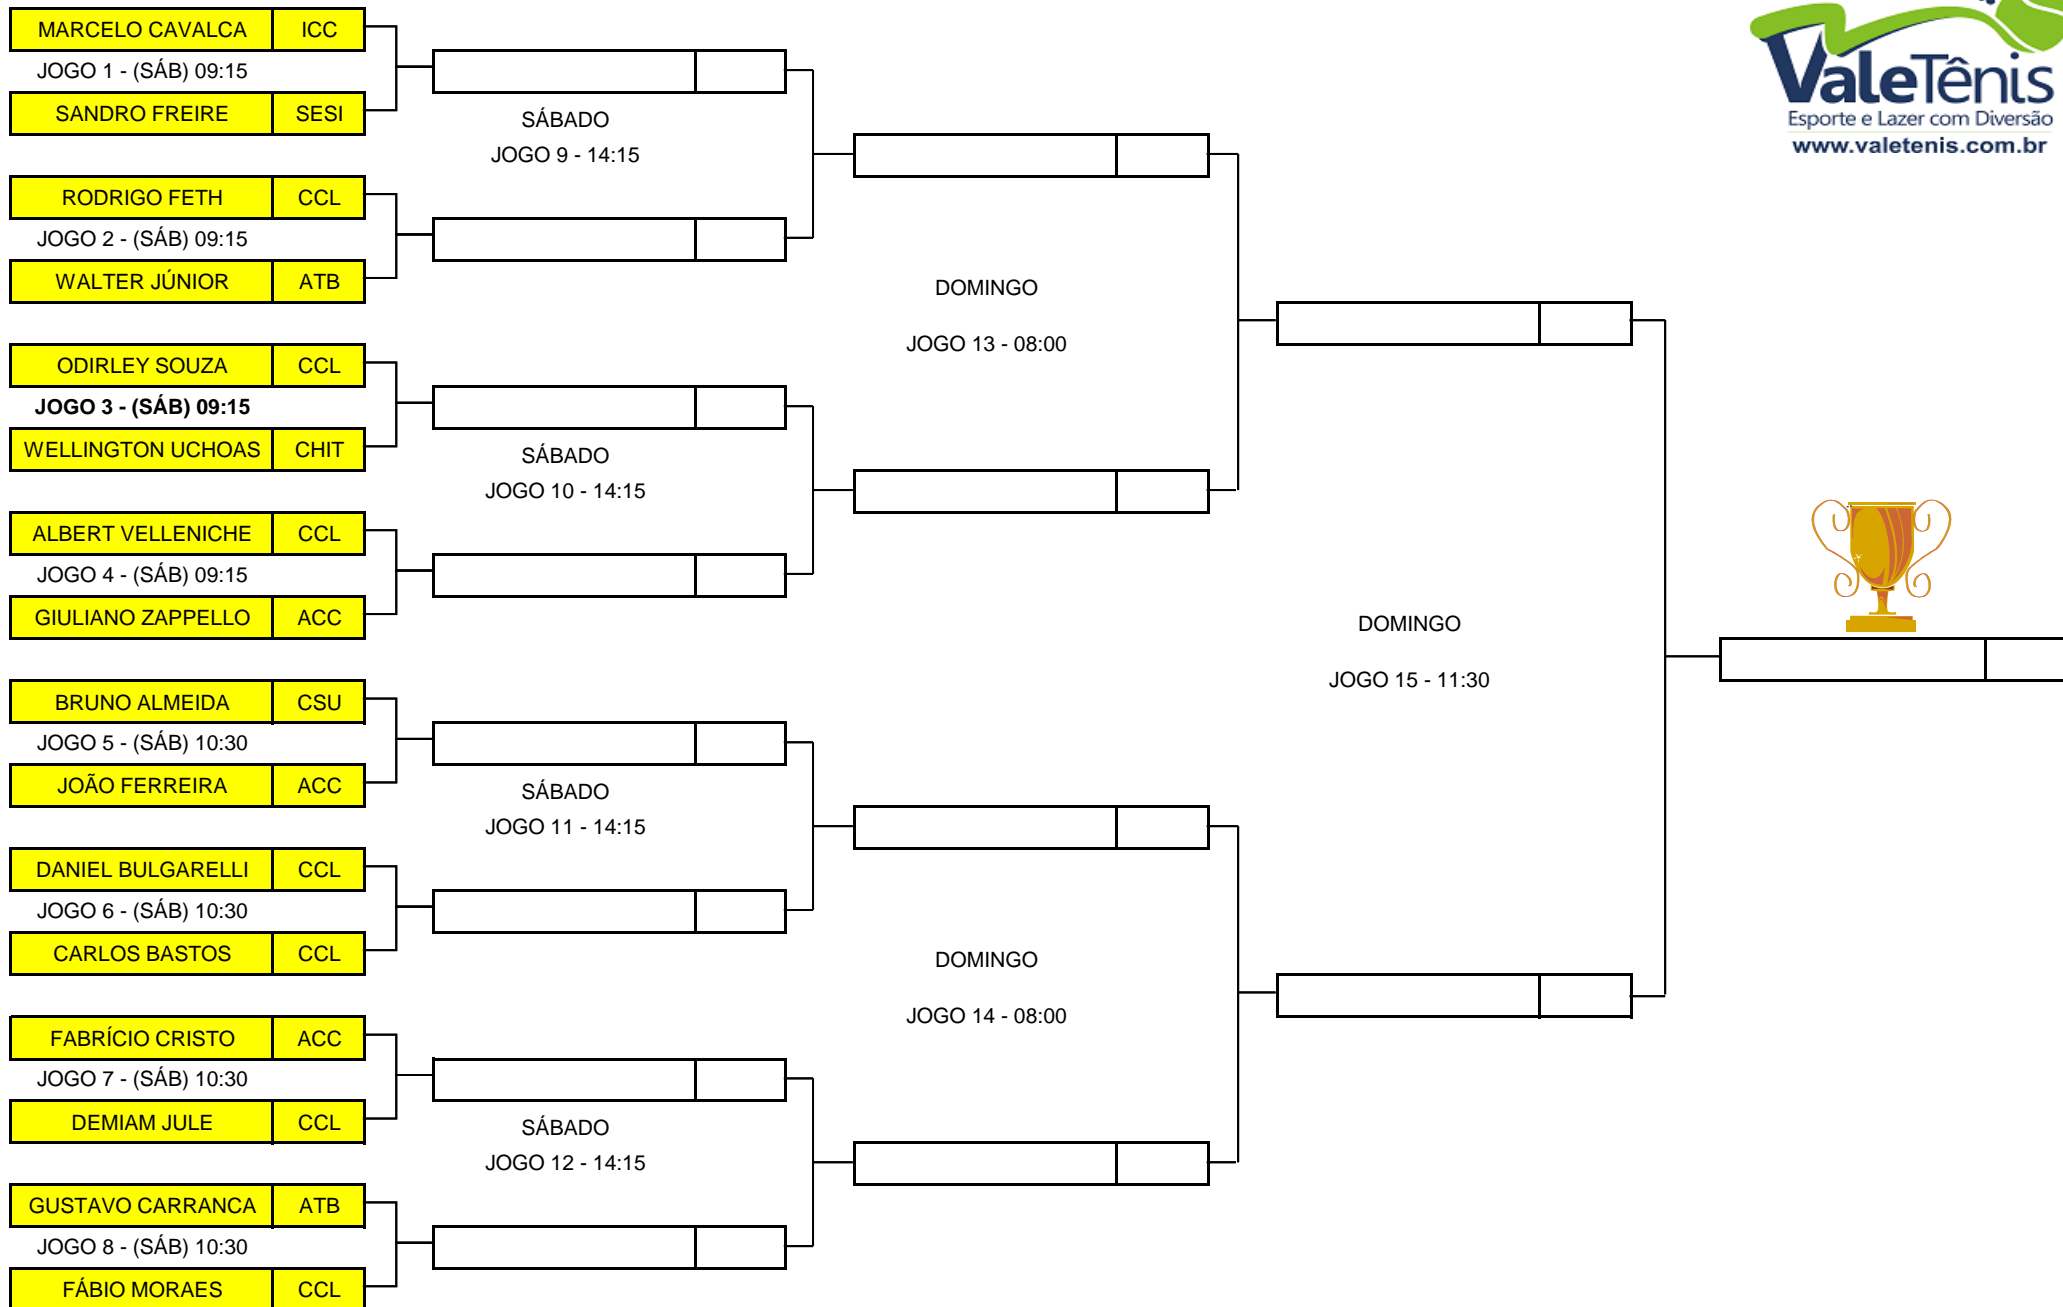 MARCELO CAVALCA ICC
JOGO 1 - (SÁB) 09:15
SANDRO FREIRE SESI
SÁBADO
JOGO 9 - 14:15
RODRIGO FETH CCL
JOGO 2 - (SÁB) 09:15
WALTER JÚNIOR ATB
DOMINGO
JOGO 13 - 08:00
ODIRLEY SOUZA CCL
JOGO 3 - (SÁB) 09:15
WELLINGTON UCHOAS CHIT
SÁBADO
JOGO 10 - 14:15
ALBERT VELLENICHE CCL
JOGO 4 - (SÁB) 09:15
GIULIANO ZAPPELLO ACC
DOMINGO
JOGO 15 - 11:30
BRUNO ALMEIDA CSU
JOGO 5 - (SÁB) 10:30
JOÃO FERREIRA ACC
SÁBADO
JOGO 11 - 14:15
DANIEL BULGARELLI CCL
JOGO 6 - (SÁB) 10:30
CARLOS BASTOS CCL
DOMINGO
JOGO 14 - 08:00
FABRÍCIO CRISTO ACC
JOGO 7 - (SÁB) 10:30
DEMIAM JULE CCL
SÁBADO
JOGO 12 - 14:15
GUSTAVO CARRANCA ATB
JOGO 8 - (SÁB) 10:30
FÁBIO MORAES CCL
ValeTênis
Esporte e Lazer com Diversão
www.valetenis.com.br